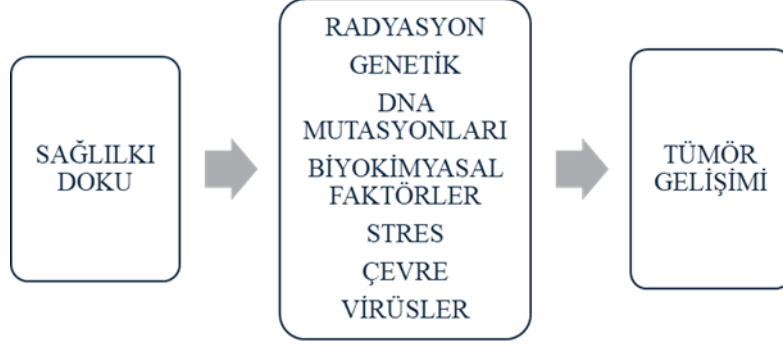 SAĞLILKI
DOKU
RADYASYON
GENETİK
DNA
MUTASYONLARI
BİYOKİMYASAL
FAKTÖRLER
STRES
ÇEVRE
VİRÜSLER
TÜMÖR
GELİŞİMİ